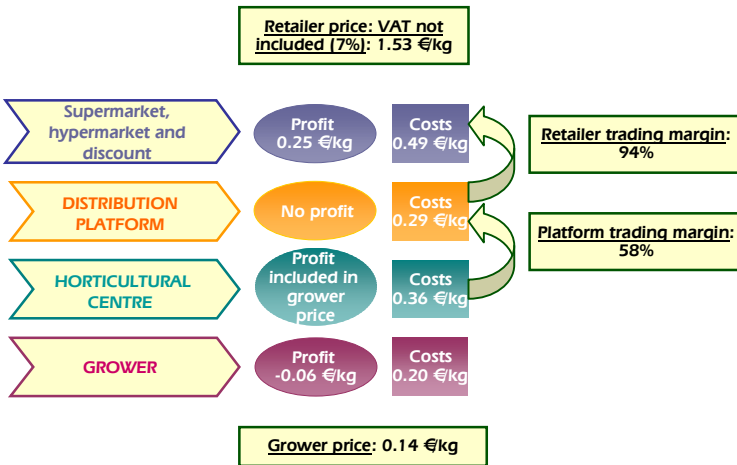 Retailer price: VAT not
included (7%): 1.53 €/kg
Supermarket,
hypermarket and
discount
Profit
0.25 €/kg
Costs
0.49 €/kg
Retailer trading margin:
94%
DISTRIBUTION
PLATFORM
No profit
Costs
0.29 €/kg
Platform trading margin:
58%
HORTICULTURAL
CENTRE
Profit
included in
grower
price
Costs
0.36 €/kg
GROWER
Profit
-0.06 €/kg
Costs
0.20 €/kg
Grower price: 0.14 €/kg